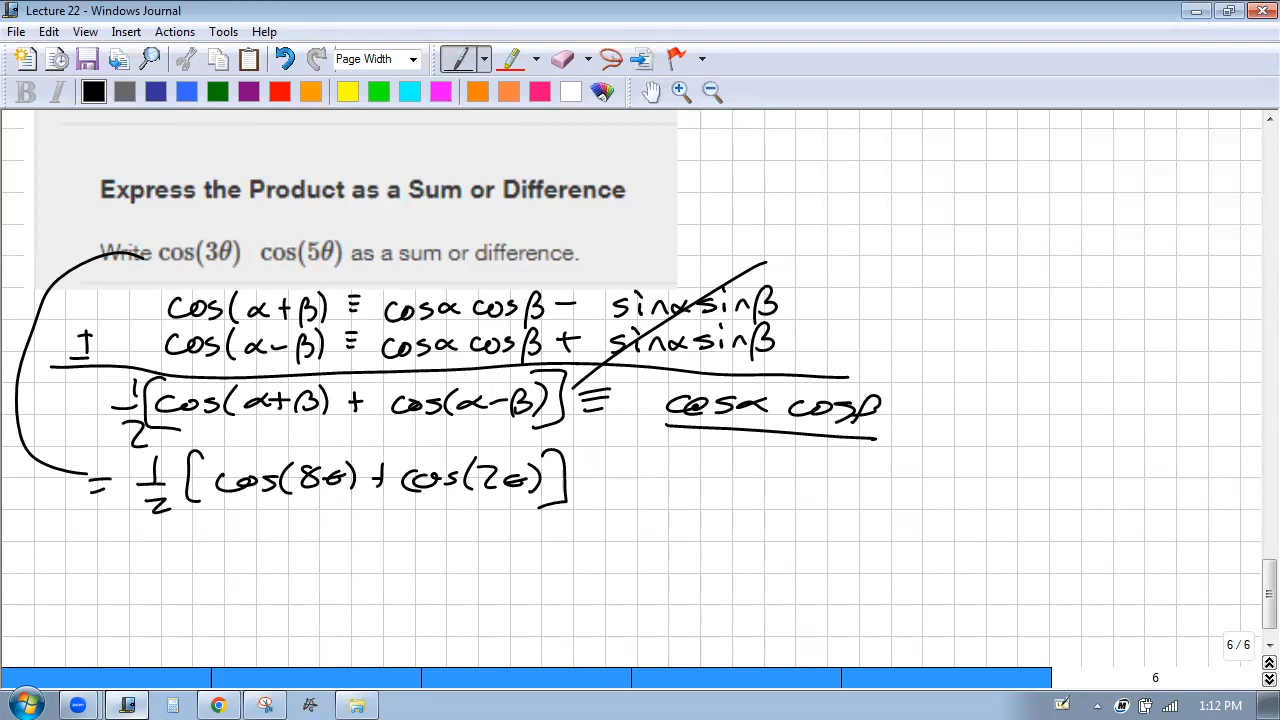 Lecture 22 - Windows Journal
File Edit View Insert Actions Tools Help
Page Width
B I
Express the Product as a Sum or Difference
Write cos(3θ) cos(5θ) as a sum or difference.
cos(α+β) ≡ cosα cosβ − sinα sinβ
± cos(α−β) ≡ cosα cosβ + sinα sinβ
1/2 [cos(α+β) + cos(α−β)] ≡ cosα cosβ
= 1/2 [cos(8θ) + cos(2θ)]
6 / 6
6
1:12 PM